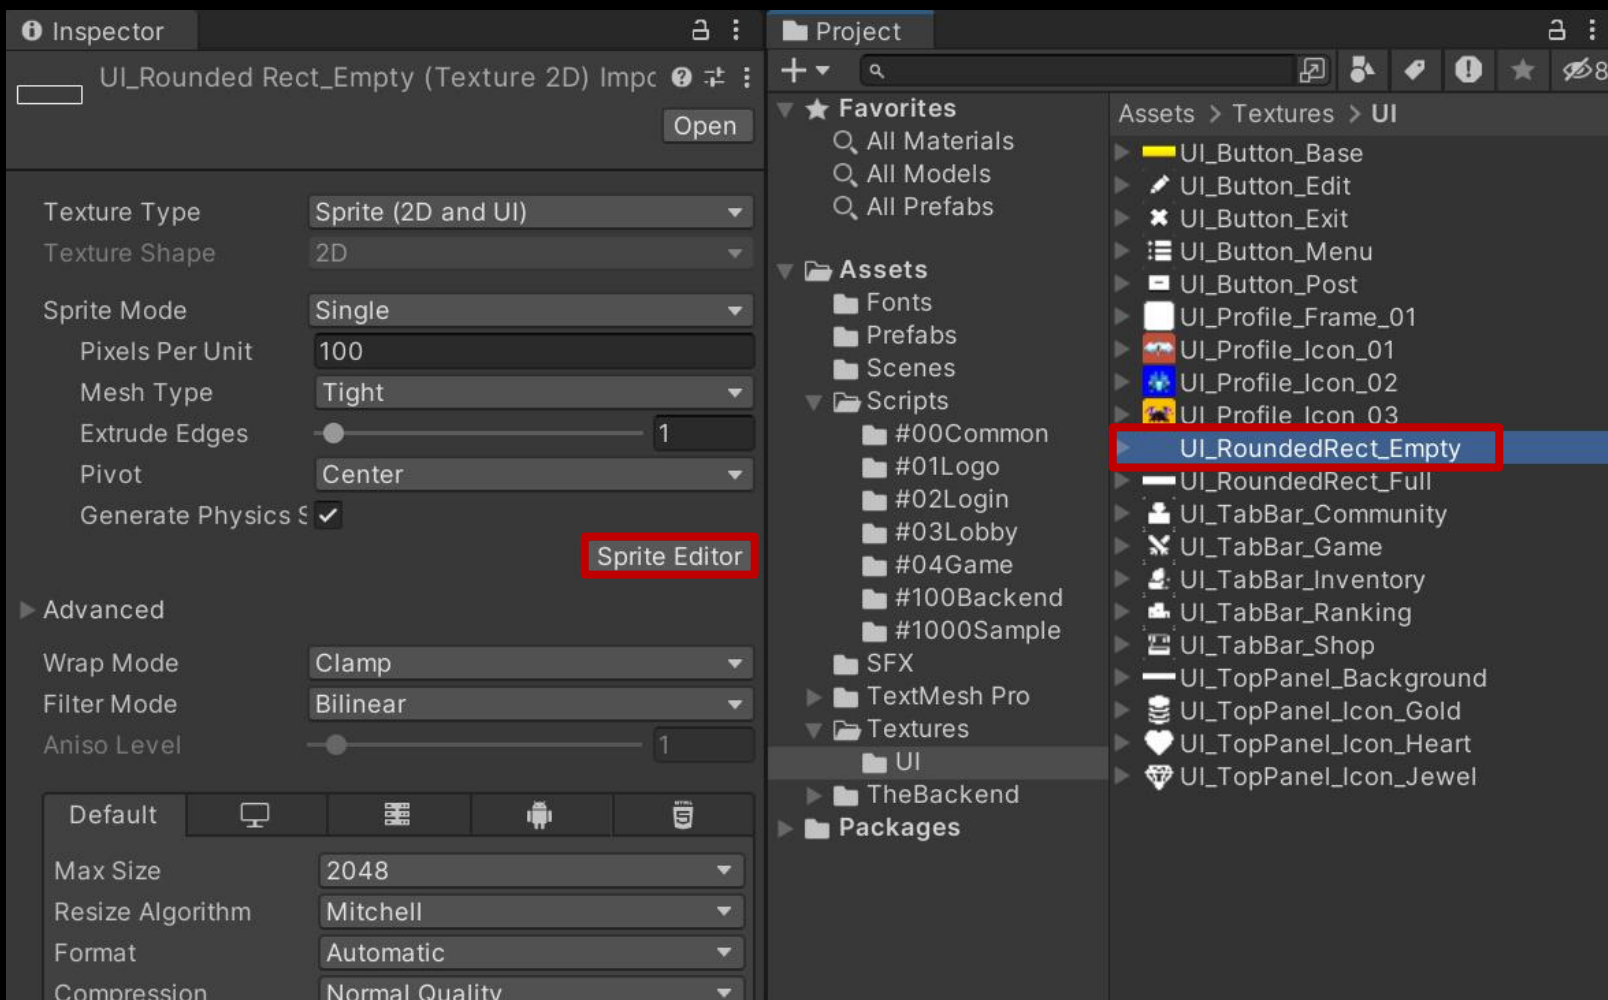 Inspector
UI_Rounded Rect_Empty (Texture 2D) Impc
Open
Texture Type Sprite (2D and UI)
Texture Shape 2D
Sprite Mode Single
Pixels Per Unit 100
Mesh Type Tight
Extrude Edges 1
Pivot Center
Generate Physics S
Sprite Editor
Advanced
Wrap Mode Clamp
Filter Mode Bilinear
Aniso Level 1
Default
Max Size 2048
Resize Algorithm Mitchell
Format Automatic
Compression Normal Quality
Project
8
Favorites
All Materials
All Models
All Prefabs
Assets
Fonts
Prefabs
Scenes
Scripts
#00Common
#01Logo
#02Login
#03Lobby
#04Game
#100Backend
#1000Sample
SFX
TextMesh Pro
Textures
UI
TheBackend
Packages
Assets > Textures > UI
UI_Button_Base
UI_Button_Edit
UI_Button_Exit
UI_Button_Menu
UI_Button_Post
UI_Profile_Frame_01
UI_Profile_Icon_01
UI_Profile_Icon_02
UI_Profile_Icon_03
UI_RoundedRect_Empty
UI_RoundedRect_Full
UI_TabBar_Community
UI_TabBar_Game
UI_TabBar_Inventory
UI_TabBar_Ranking
UI_TabBar_Shop
UI_TopPanel_Background
UI_TopPanel_Icon_Gold
UI_TopPanel_Icon_Heart
UI_TopPanel_Icon_Jewel